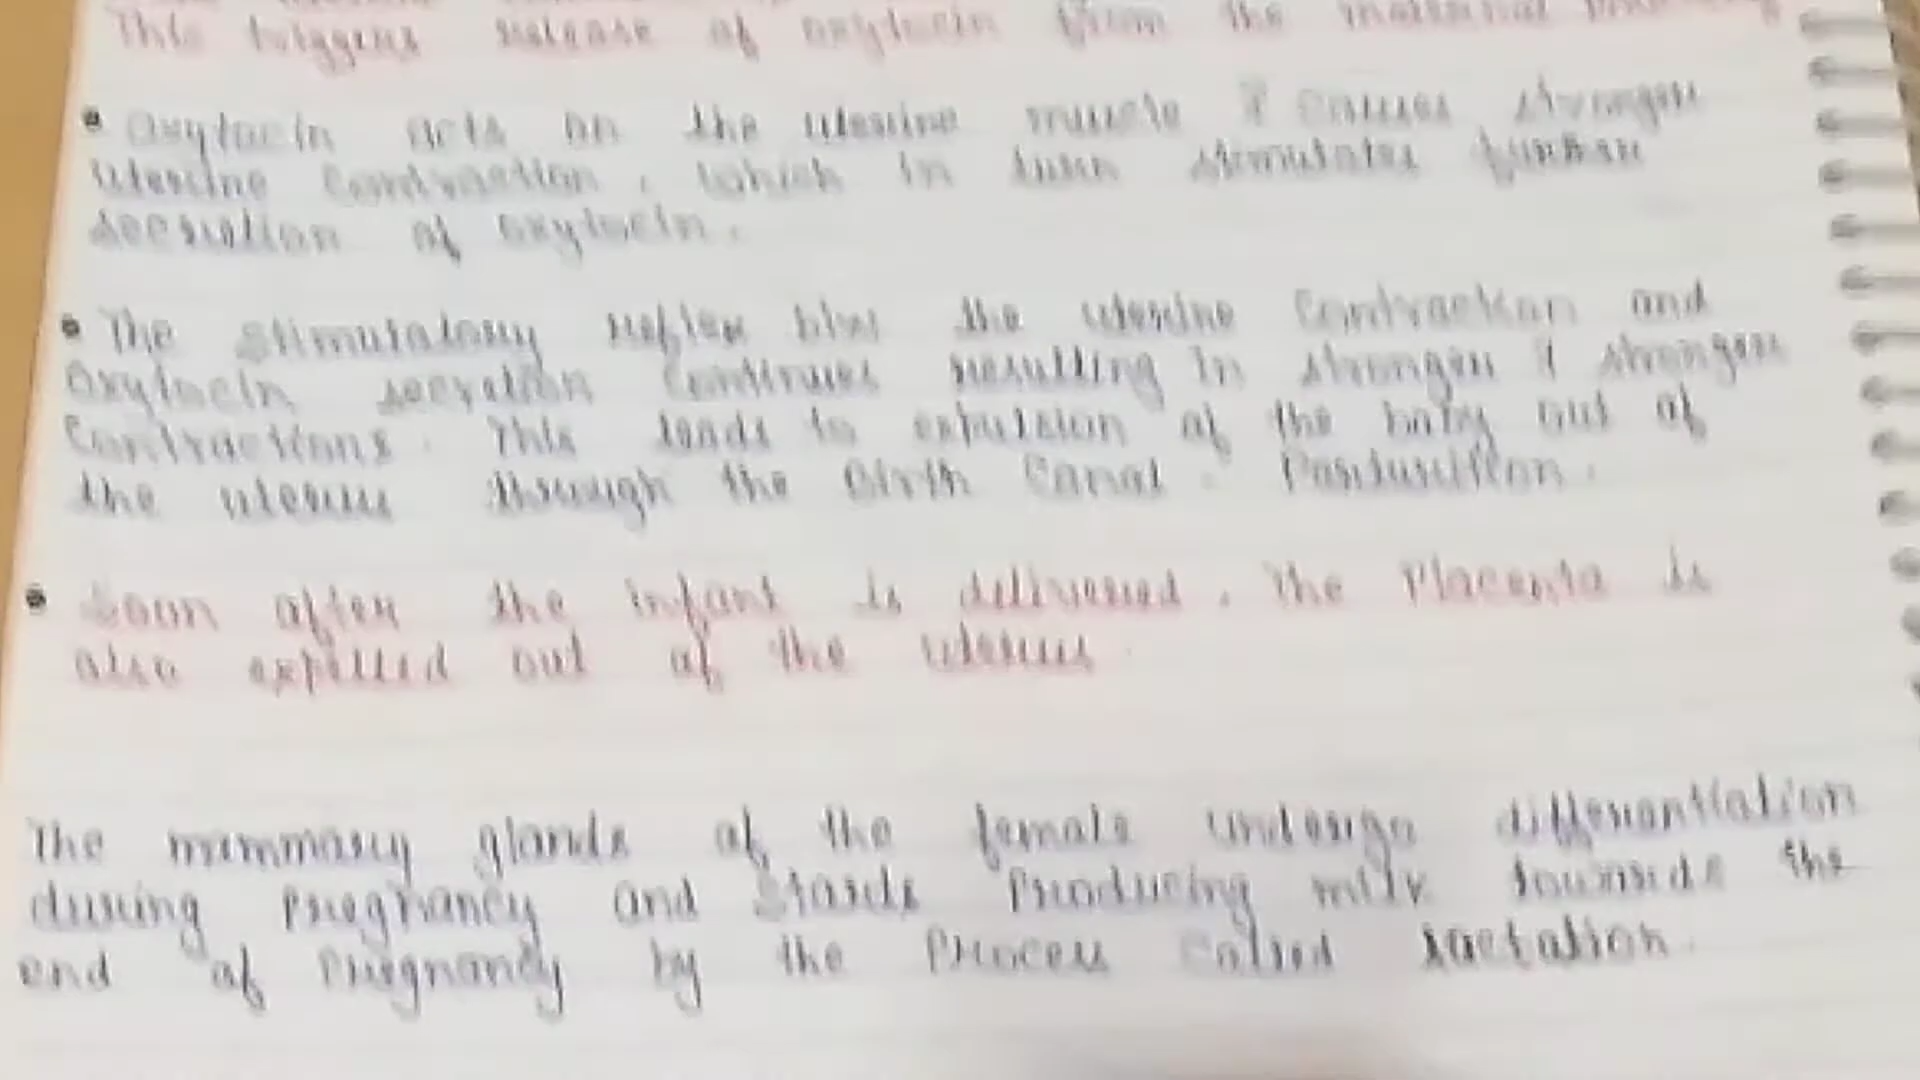 This triggers release of oxytocin from the maternal
• Oxytocin acts on the uterine muscle & causes stronger
uterine contraction, which in turn stimulates further
secretion of oxytocin.
• The stimulatory reflex b/w the uterine contraction and
oxytocin secretion continues resulting in stronger & stronger
contractions. This leads to expulsion of the baby out of
the uterus through the Birth Canal. Parturition.
• Soon after the infant is delivered, the Placenta is
also expelled out of the uterus
The mammary glands of the female undergo differentiation
during Pregnancy and starts Producing milk towards the
end of Pregnancy by the Process called lactation.